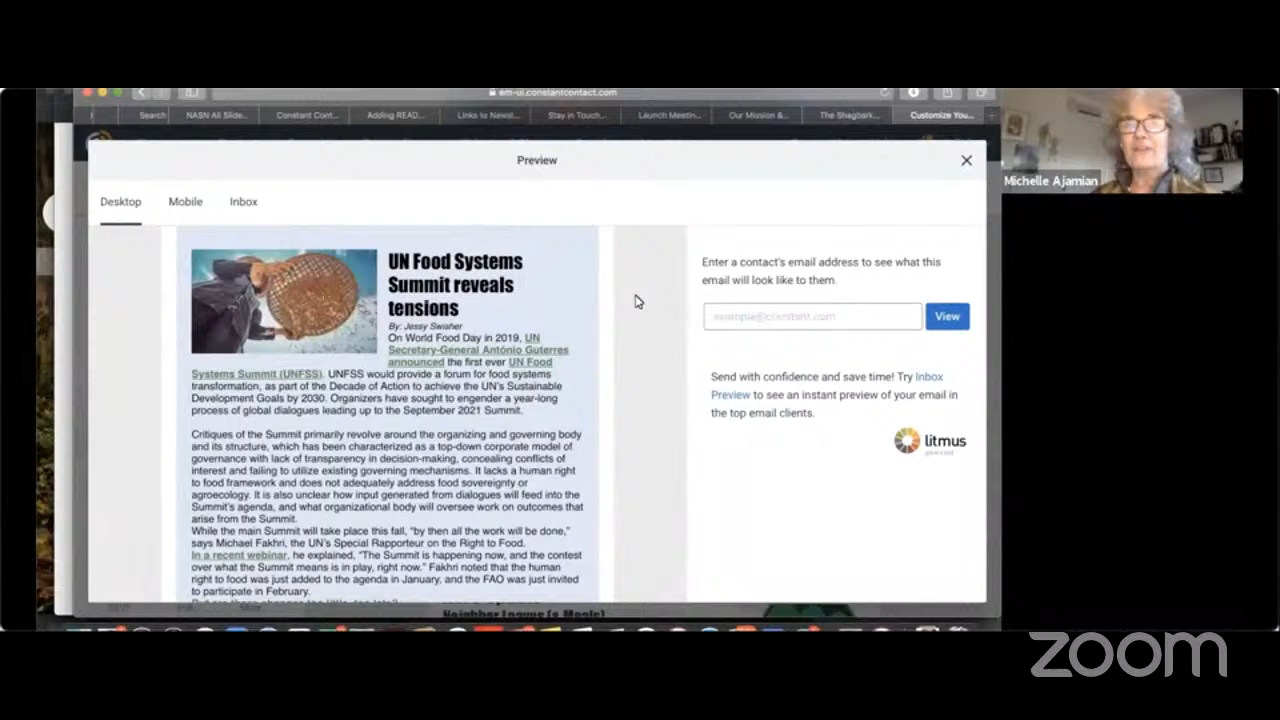 em-ui.constantcontact.com
Search
NASN All Slide...
Constant Cont...
Adding READ...
Links to Newsl...
Stay in Touch...
Launch Meetin...
Our Mission &...
The Shagbark...
Customize You...
Preview
Desktop
Mobile
Inbox
UN Food Systems
Summit reveals
tensions
By: Jessy Swisher
On World Food Day in 2019, UN
Secretary-General António Guterres
announced the first ever UN Food
Systems Summit (UNFSS). UNFSS would provide a forum for food systems
transformation, as part of the Decade of Action to achieve the UN's Sustainable
Development Goals by 2030. Organizers have sought to engender a year-long
process of global dialogues leading up to the September 2021 Summit.
Critiques of the Summit primarily revolve around the organizing and governing body
and its structure, which has been characterized as a top-down corporate model of
governance with lack of transparency in decision-making, concealing conflicts of
interest and failing to utilize existing governing mechanisms. It lacks a human right
to food framework and does not adequately address food sovereignty or
agroecology. It is also unclear how input generated from dialogues will feed into the
Summit's agenda, and what organizational body will oversee work on outcomes that
arise from the Summit.
While the main Summit will take place this fall, "by then all the work will be done,"
says Michael Fakhri, the UN's Special Rapporteur on the Right to Food.
In a recent webinar, he explained, "The Summit is happening now, and the contest
over what the Summit means is in play, right now." Fakhri noted that the human
right to food was just added to the agenda in January, and the FAO was just invited
to participate in February.
Enter a contact's email address to see what this
email will look like to them.
example@constant.com
View
Send with confidence and save time! Try Inbox
Preview to see an instant preview of your email in
the top email clients.
litmus
Michelle Ajamian
zoom